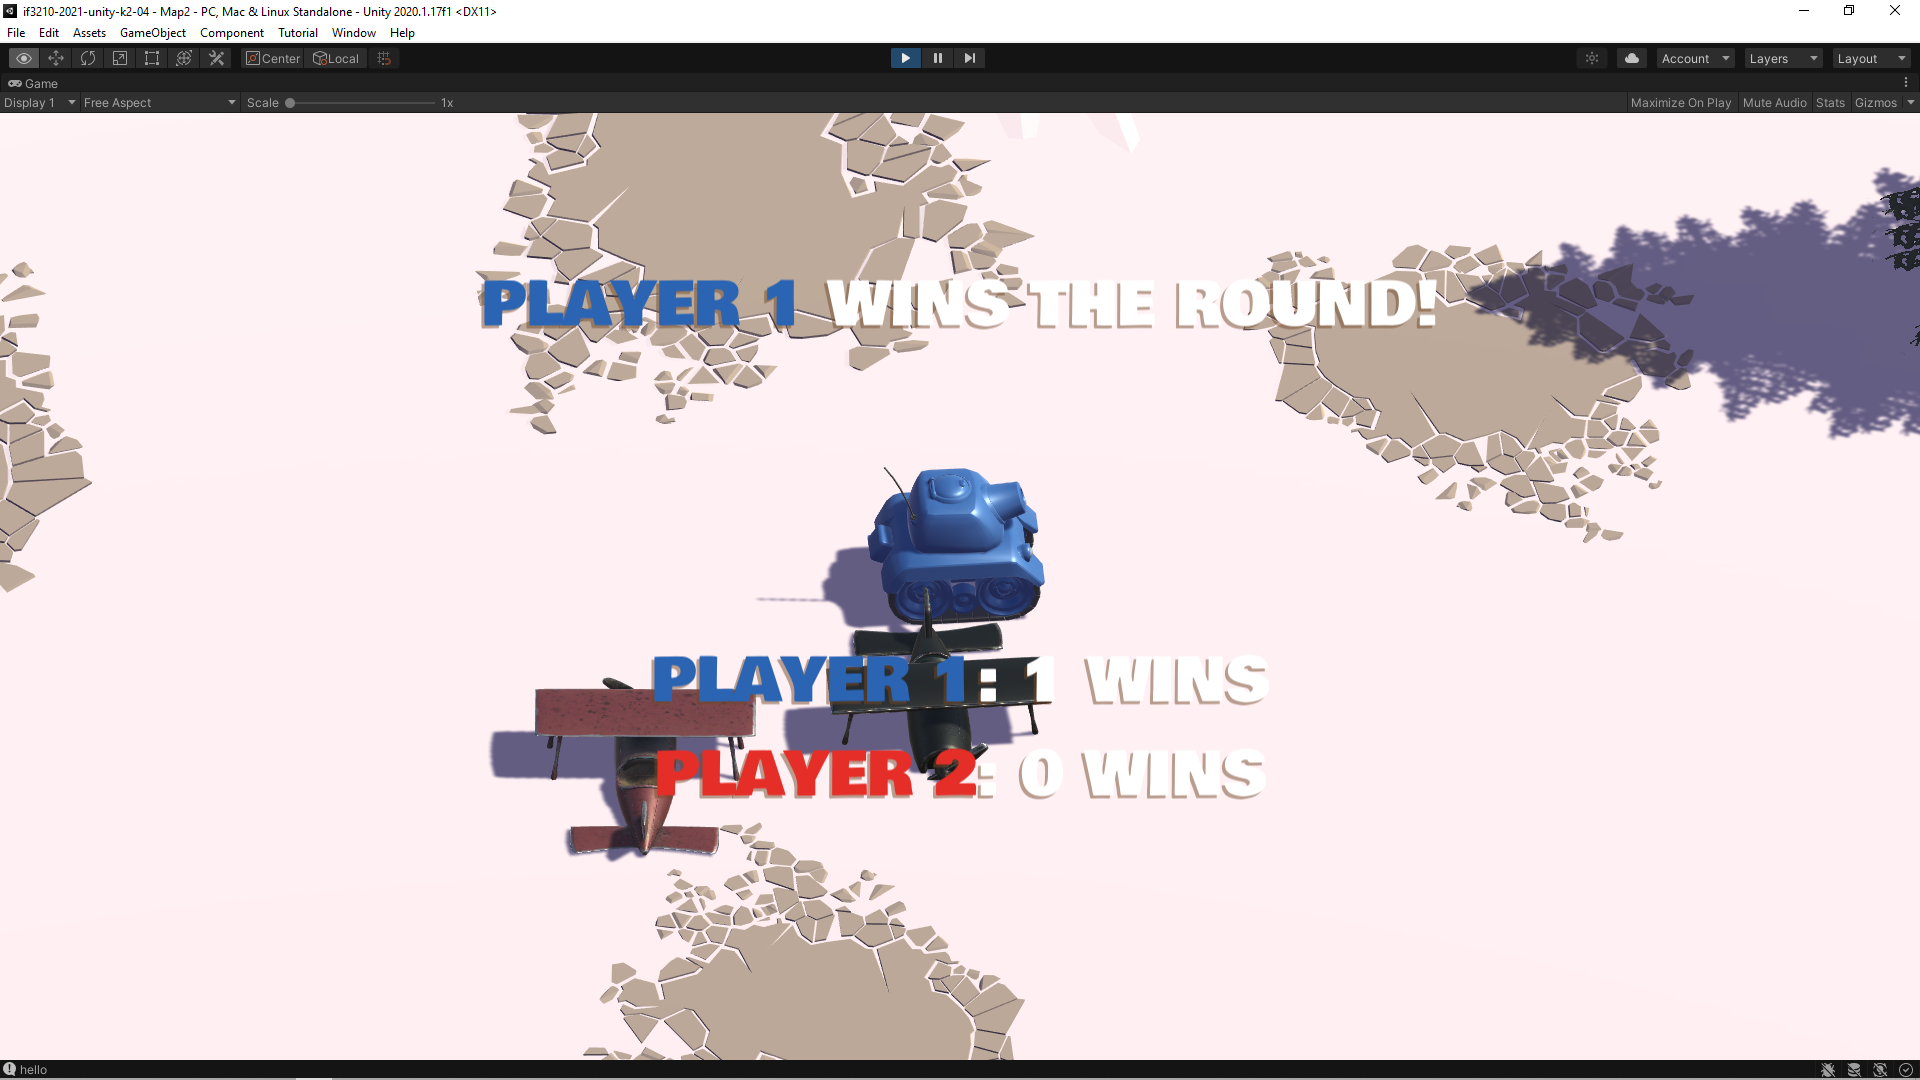 if3210-2021-unity-k2-04 - Map2 - PC, Mac & Linux Standalone - Unity 2020.1.17f1 <DX11>
File Edit Assets GameObject Component Tutorial Window Help
Center Local Account Layers Layout
Game
Display 1 Free Aspect Scale 1x Maximize On Play Mute Audio Stats Gizmos
PLAYER 1 WINS THE ROUND!
PLAYER 1: 1 WINS
PLAYER 2: 0 WINS
hello